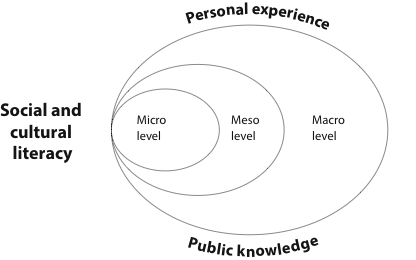 Personal experience
Social and
cultural
literacy
Micro
level
Meso
level
Macro
level
Public knowledge